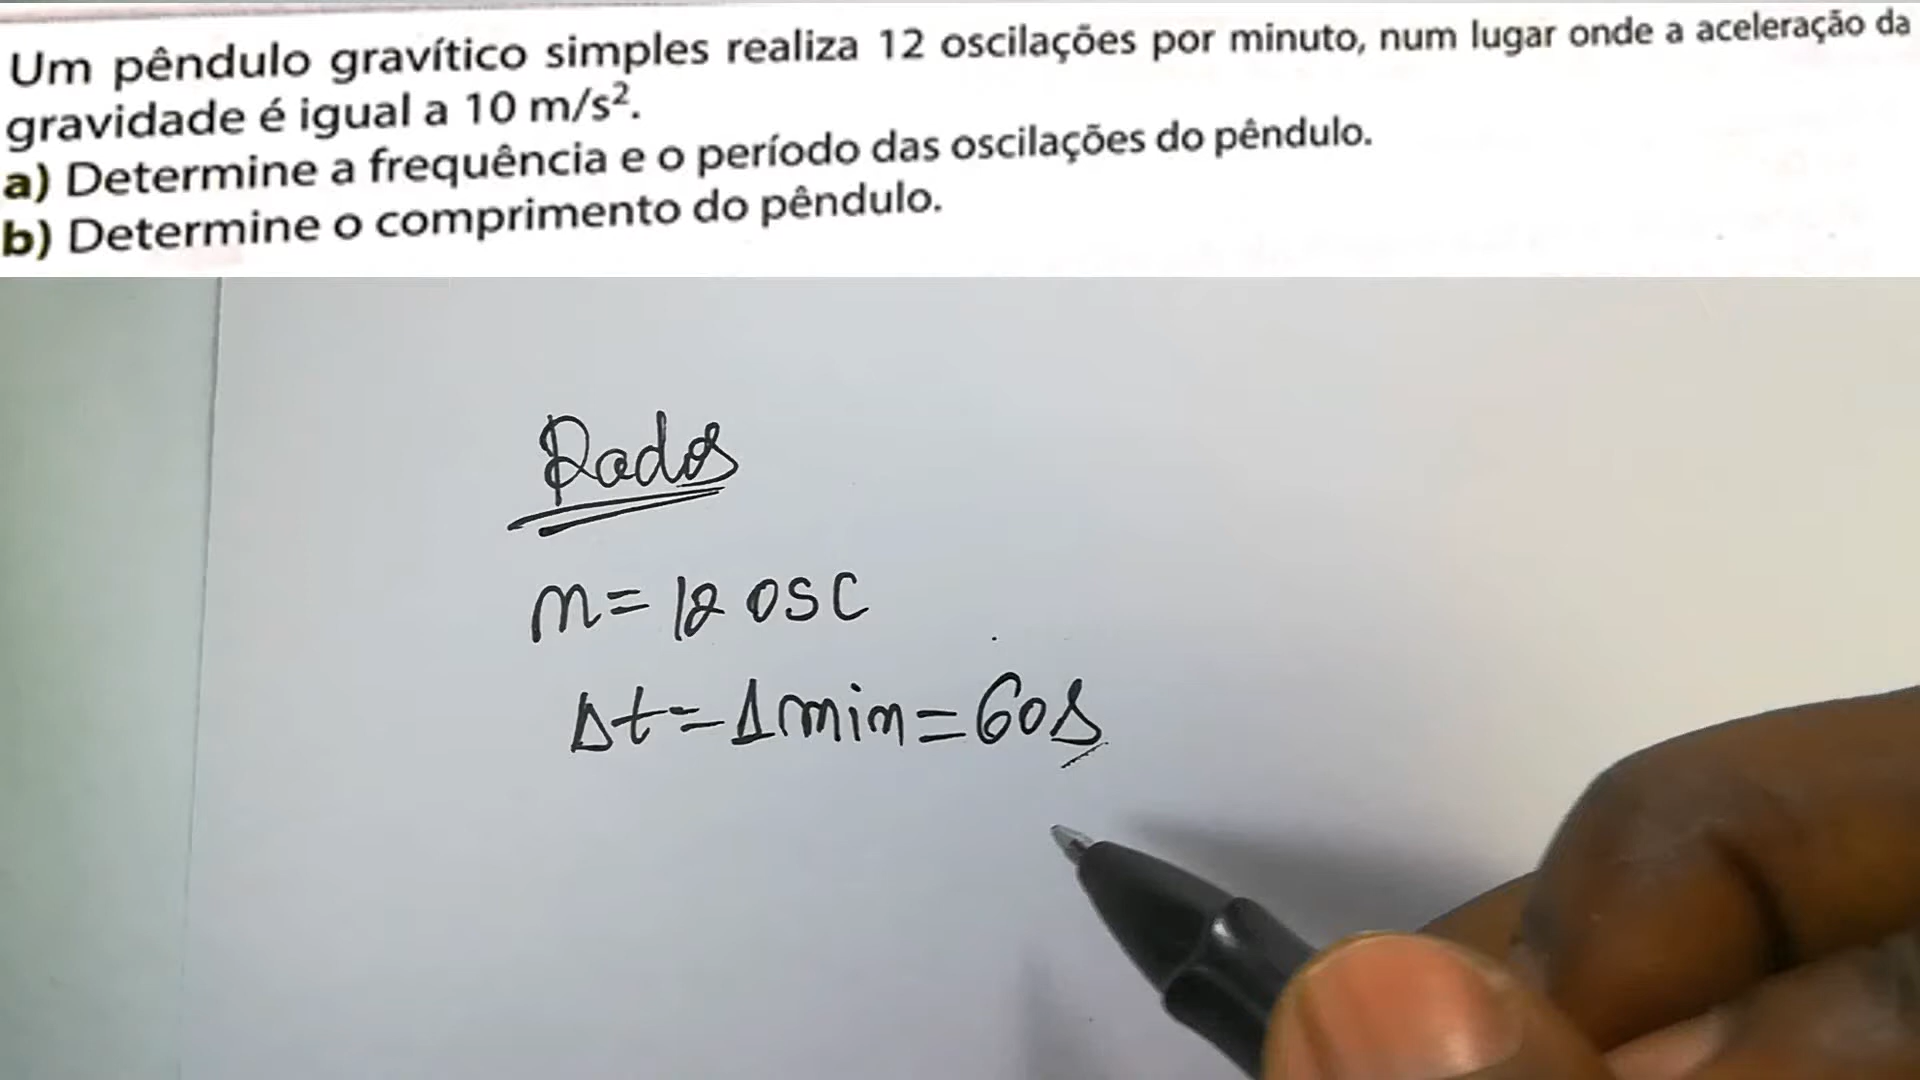 Um pêndulo gravítico simples realiza 12 oscilações por minuto, num lugar onde a aceleração da
gravidade é igual a 10 m/s².
a) Determine a frequência e o período das oscilações do pêndulo.
b) Determine o comprimento do pêndulo.
Dados
n = 12 osc
Δt = 1 min = 60s